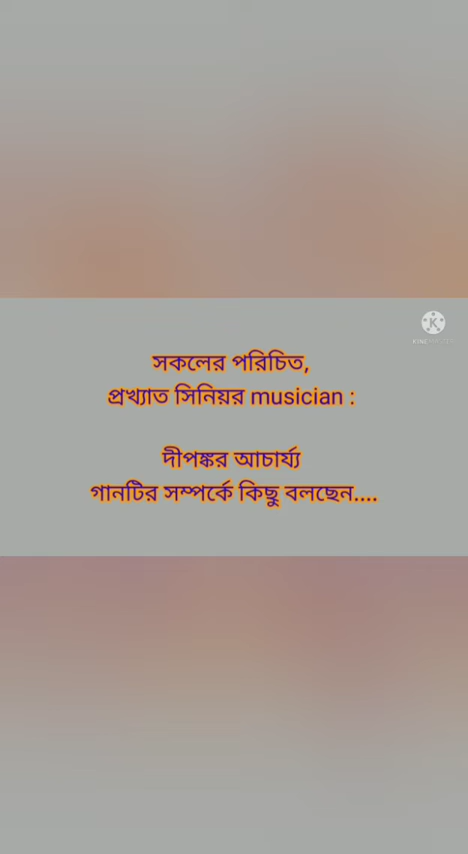 সকলের পরিচিত,
প্রখ্যাত সিনিয়র musician :
দীপঙ্কর আচার্য্য
গানটির সম্পর্কে কিছু বলছেন....